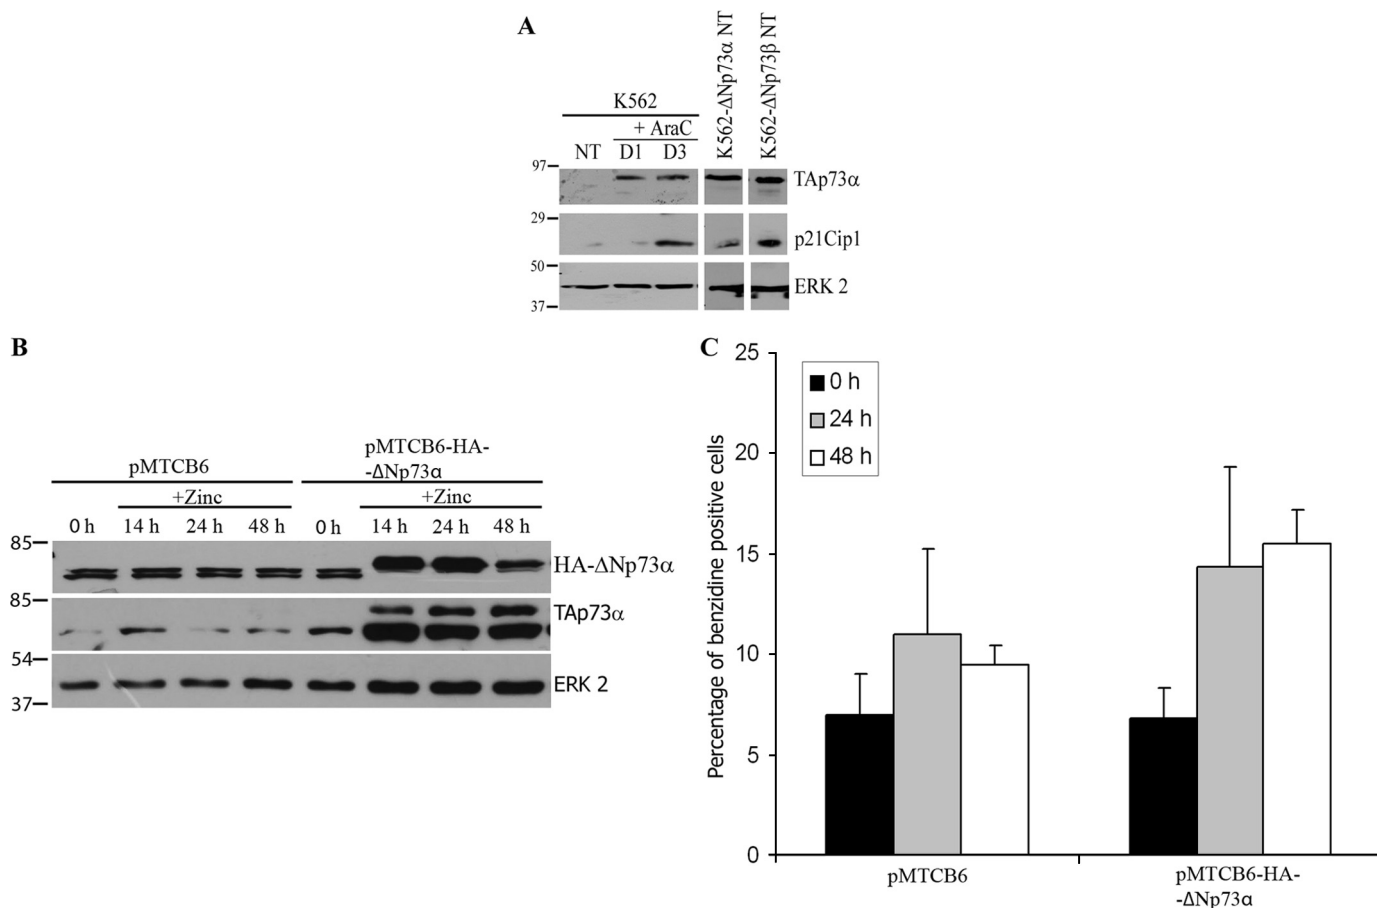 A
K562
+ AraC
NT D1 D3
K562-ΔNp73α NT
K562-ΔNp73β NT
97
TAp73α
29
p21Cip1
50
ERK 2
37
B
pMTCB6
pMTCB6-HA-
-ΔNp73α
+Zinc +Zinc
0 h 14 h 24 h 48 h 0 h 14 h 24 h 48 h
85
HA-ΔNp73α
85
TAp73α
54
ERK 2
37
C
Percentage of benzidine positive cells
25
20
15
10
5
0
0 h
24 h
48 h
pMTCB6
pMTCB6-HA-
-ΔNp73α